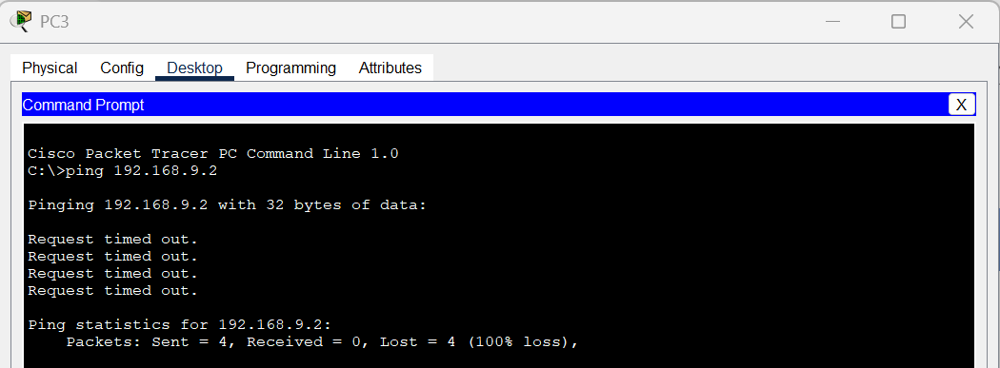 PC3
Physical Config Desktop Programming Attributes
Command Prompt X
Cisco Packet Tracer PC Command Line 1.0
C:\>ping 192.168.9.2
Pinging 192.168.9.2 with 32 bytes of data:
Request timed out.
Request timed out.
Request timed out.
Request timed out.
Ping statistics for 192.168.9.2:
Packets: Sent = 4, Received = 0, Lost = 4 (100% loss),